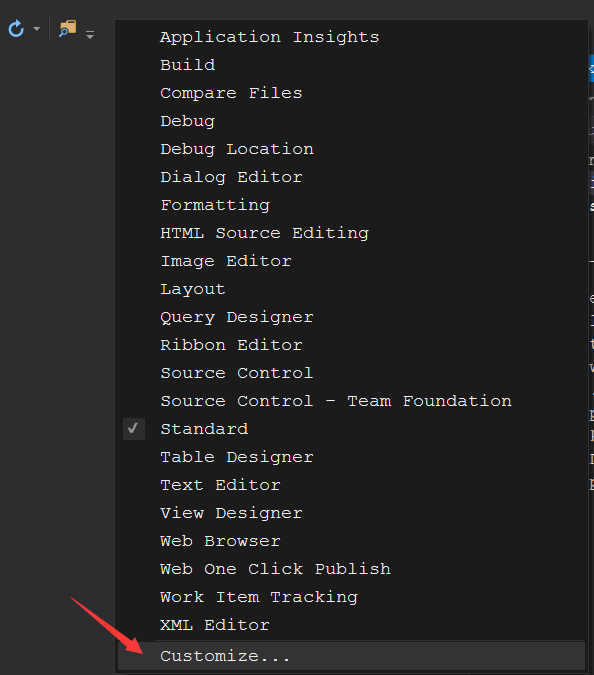 Application Insights
Build
Compare Files
Debug
Debug Location
Dialog Editor
Formatting
HTML Source Editing
Image Editor
Layout
Query Designer
Ribbon Editor
Source Control
Source Control - Team Foundation
Standard
Table Designer
Text Editor
View Designer
Web Browser
Web One Click Publish
Work Item Tracking
XML Editor
Customize...